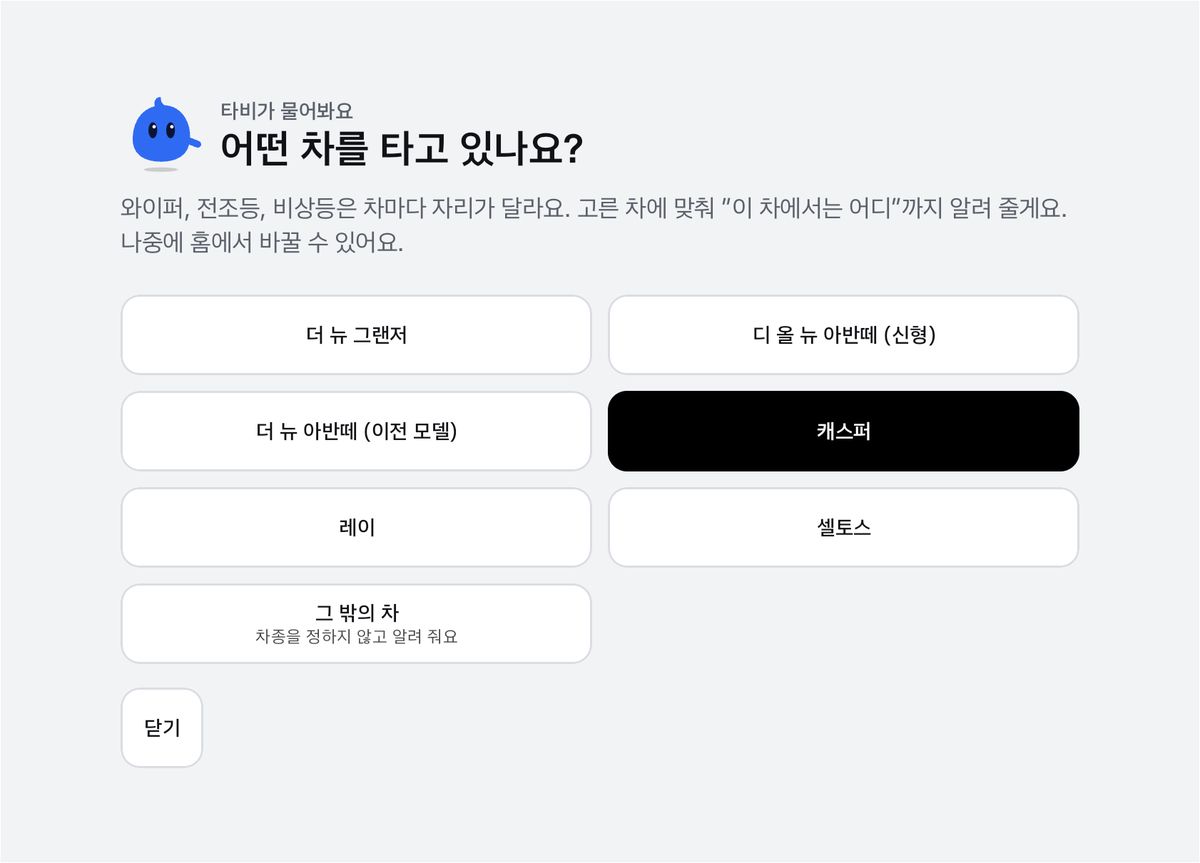 타비가 물어봐요
어떤 차를 타고 있나요?
와이퍼, 전조등, 비상등은 차마다 자리가 달라요. 고른 차에 맞춰 "이 차에서는 어디"까지 알려 줄게요.
나중에 홈에서 바꿀 수 있어요.
더 뉴 그랜저
디 올 뉴 아반떼 (신형)
더 뉴 아반떼 (이전 모델)
캐스퍼
레이
셀토스
그 밖의 차
차종을 정하지 않고 알려 줘요
닫기